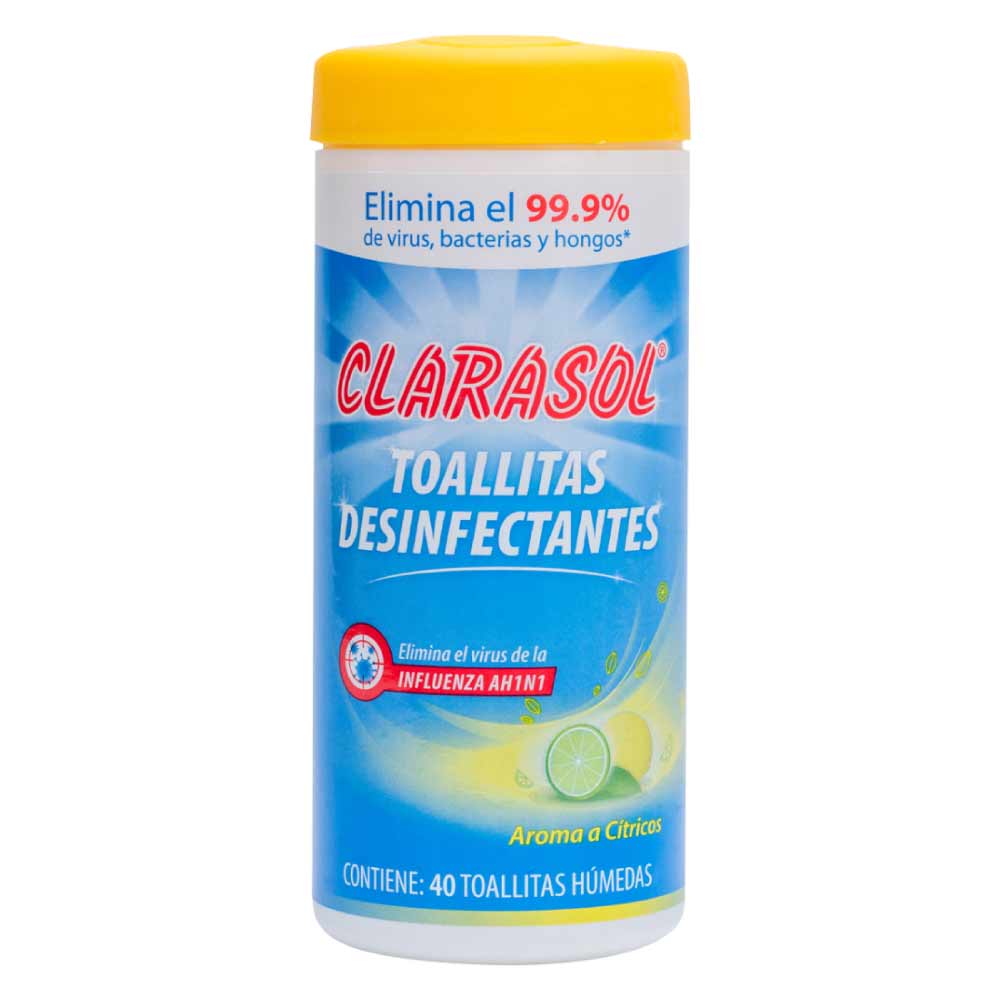 Elimina el 99.9%
de virus, bacterias y hongos*
CLARASOL®
TOALLITAS
DESINFECTANTES
Elimina el virus de la
INFLUENZA AH1N1
Aroma a Cítricos
CONTIENE: 40 TOALLITAS HÚMEDAS